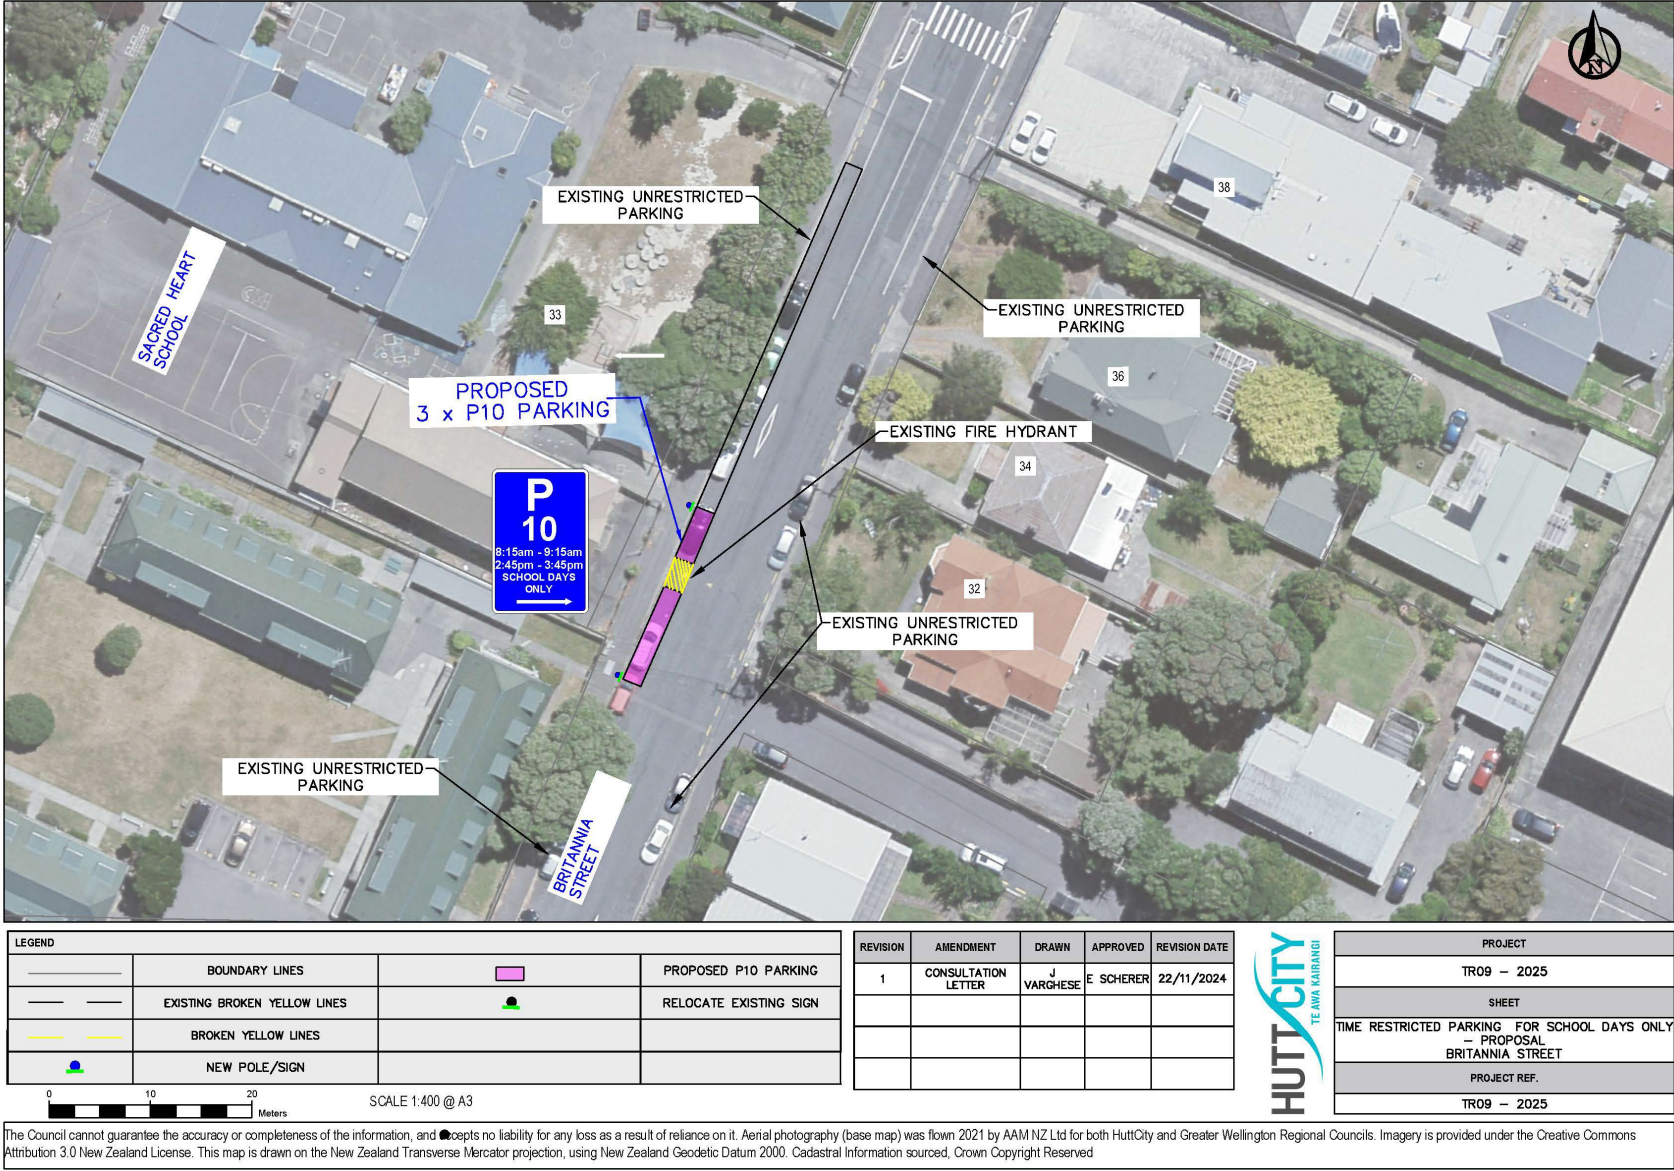 N
EXISTING UNRESTRICTED
PARKING
38
SACRED HEART
SCHOOL
33
EXISTING UNRESTRICTED
PARKING
36
PROPOSED
3 x P10 PARKING
EXISTING FIRE HYDRANT
34
P
10
8:15am - 9:15am
2:45pm - 3:45pm
SCHOOL DAYS
ONLY
32
EXISTING UNRESTRICTED
PARKING
EXISTING UNRESTRICTED
PARKING
BRITANNIA
STREET
LEGEND
BOUNDARY LINES
PROPOSED P10 PARKING
EXISTING BROKEN YELLOW LINES
RELOCATE EXISTING SIGN
BROKEN YELLOW LINES
NEW POLE/SIGN
0 10 20
Meters
SCALE 1:400 @ A3
REVISION AMENDMENT DRAWN APPROVED REVISION DATE
1 CONSULTATION LETTER J VARGHESE E SCHERER 22/11/2024
HUTT CITY
TE AWA KAIRANGI
PROJECT
TR09 - 2025
SHEET
TIME RESTRICTED PARKING FOR SCHOOL DAYS ONLY
- PROPOSAL
BRITANNIA STREET
PROJECT REF.
TR09 - 2025
The Council cannot guarantee the accuracy or completeness of the information, and accepts no liability for any loss as a result of reliance on it. Aerial photography (base map) was flown 2021 by AAM NZ Ltd for both HuttCity and Greater Wellington Regional Councils. Imagery is provided under the Creative Commons
Attribution 3.0 New Zealand License. This map is drawn on the New Zealand Transverse Mercator projection, using New Zealand Geodetic Datum 2000. Cadastral Information sourced, Crown Copyright Reserved